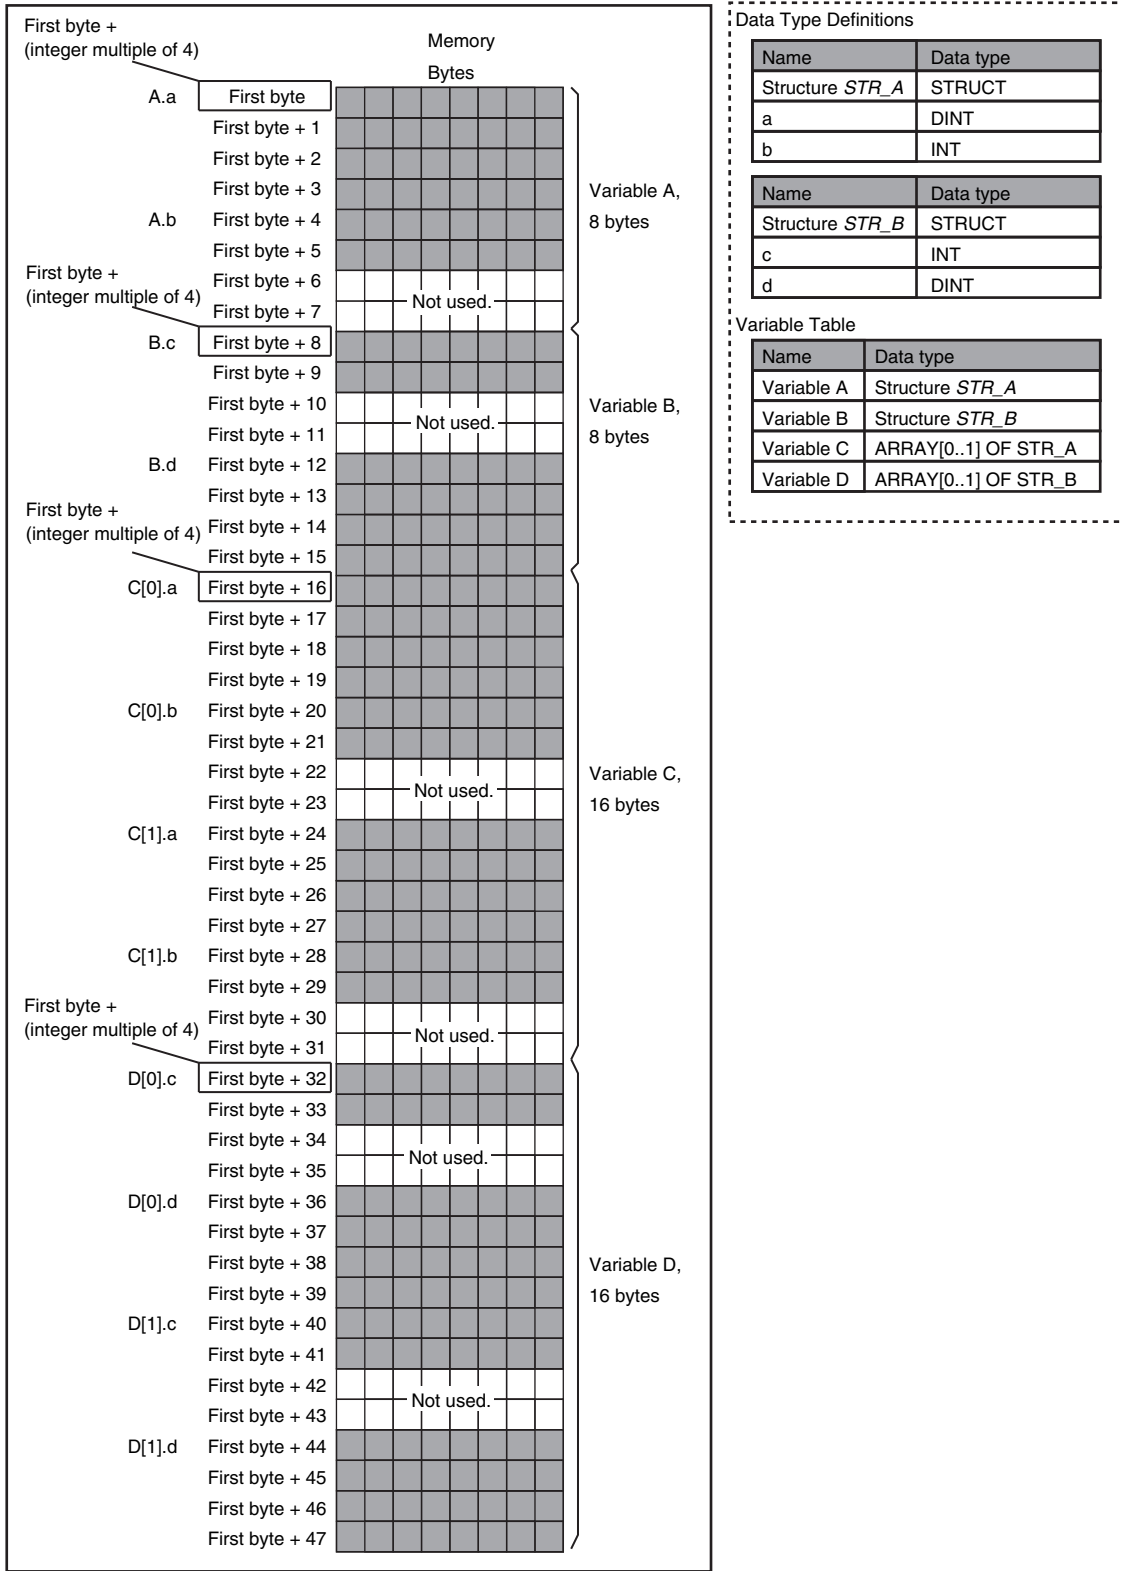 First byte +
(integer multiple of 4)
Memory
Bytes
A.a First byte
First byte + 1
First byte + 2
First byte + 3
A.b First byte + 4
First byte + 5
First byte + 6
First byte + 7
Not used.
Variable A,
8 bytes
First byte +
(integer multiple of 4)
B.c First byte + 8
First byte + 9
First byte + 10
First byte + 11
Not used.
B.d First byte + 12
First byte + 13
First byte + 14
First byte + 15
Variable B,
8 bytes
First byte +
(integer multiple of 4)
C[0].a First byte + 16
First byte + 17
First byte + 18
First byte + 19
C[0].b First byte + 20
First byte + 21
First byte + 22
First byte + 23
Not used.
C[1].a First byte + 24
First byte + 25
First byte + 26
First byte + 27
C[1].b First byte + 28
First byte + 29
First byte + 30
First byte + 31
Not used.
Variable C,
16 bytes
First byte +
(integer multiple of 4)
D[0].c First byte + 32
First byte + 33
First byte + 34
First byte + 35
Not used.
D[0].d First byte + 36
First byte + 37
First byte + 38
First byte + 39
D[1].c First byte + 40
First byte + 41
First byte + 42
First byte + 43
Not used.
D[1].d First byte + 44
First byte + 45
First byte + 46
First byte + 47
Variable D,
16 bytes
Data Type Definitions
Name Data type
Structure STR_A STRUCT
a DINT
b INT
Name Data type
Structure STR_B STRUCT
c INT
d DINT
Variable Table
Name Data type
Variable A Structure STR_A
Variable B Structure STR_B
Variable C ARRAY[0..1] OF STR_A
Variable D ARRAY[0..1] OF STR_B